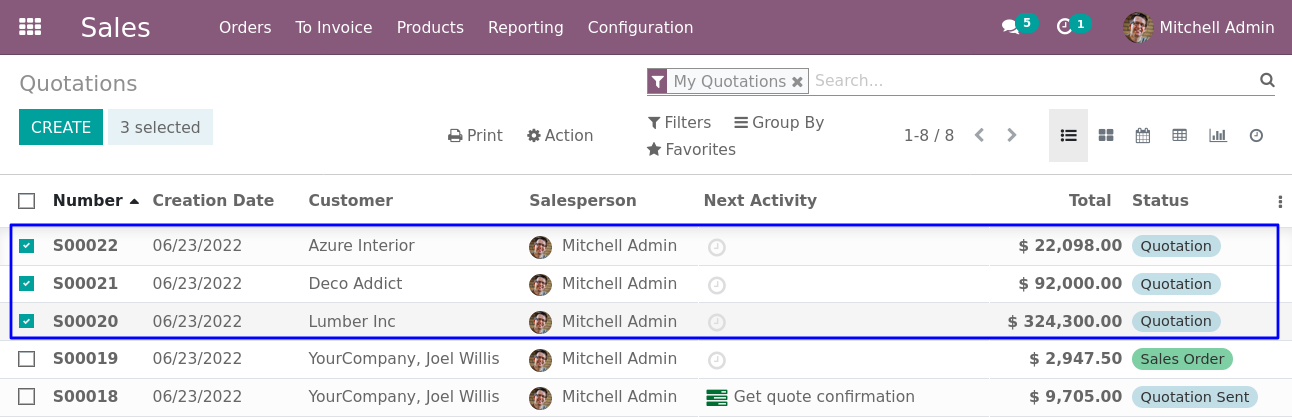 Sales Orders To Invoice Products Reporting Configuration 5 1 Mitchell Admin
Quotations My Quotations Search...
CREATE 3 selected Print Action Filters Group By 1-8 / 8
Favorites
Number Creation Date Customer Salesperson Next Activity Total Status
S00022 06/23/2022 Azure Interior Mitchell Admin $ 22,098.00 Quotation
S00021 06/23/2022 Deco Addict Mitchell Admin $ 92,000.00 Quotation
S00020 06/23/2022 Lumber Inc Mitchell Admin $ 324,300.00 Quotation
S00019 06/23/2022 YourCompany, Joel Willis Mitchell Admin $ 2,947.50 Sales Order
S00018 06/23/2022 YourCompany, Joel Willis Mitchell Admin Get quote confirmation $ 9,705.00 Quotation Sent